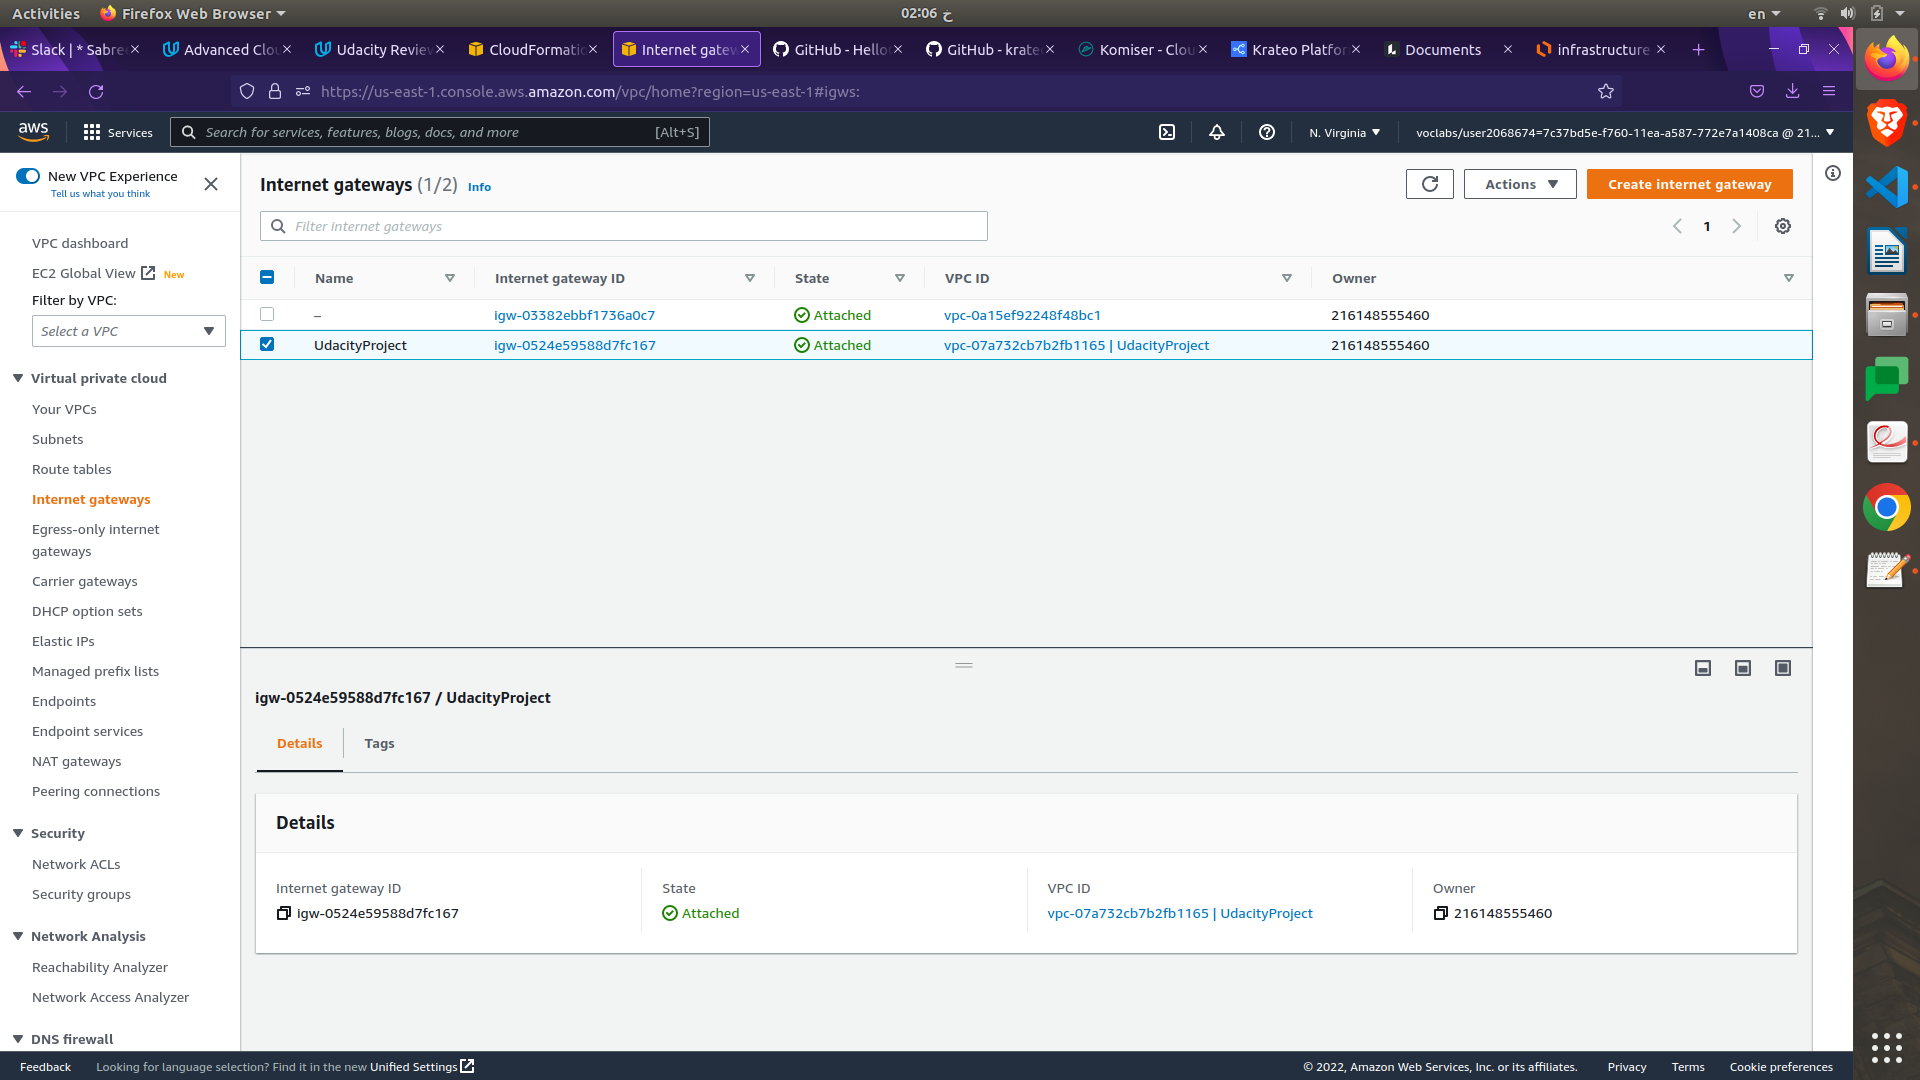 Activities Firefox Web Browser 02:06 ح en
Slack | * Sabre Advanced Clou Udacity Review CloudFormatio Internet gatew GitHub - Hello GitHub - krate Komiser - Clou Krateo Platfor Documents infrastructure
https://us-east-1.console.aws.amazon.com/vpc/home?region=us-east-1#igws:
aws Services Search for services, features, blogs, docs, and more [Alt+S] N. Virginia voclabs/user2068674=7c37bd5e-f760-11ea-a587-772e7a1408ca @ 21...
New VPC Experience
Tell us what you think
VPC dashboard
EC2 Global View New
Filter by VPC:
Select a VPC
Virtual private cloud
Your VPCs
Subnets
Route tables
Internet gateways
Egress-only internet
gateways
Carrier gateways
DHCP option sets
Elastic IPs
Managed prefix lists
Endpoints
Endpoint services
NAT gateways
Peering connections
Security
Network ACLs
Security groups
Network Analysis
Reachability Analyzer
Network Access Analyzer
DNS firewall
Internet gateways (1/2) Info
Actions
Create internet gateway
Filter internet gateways
1
Name Internet gateway ID State VPC ID Owner
– igw-03382ebbf1736a0c7 Attached vpc-0a15ef92248f48bc1 216148555460
UdacityProject igw-0524e59588d7fc167 Attached vpc-07a732cb7b2fb1165 | UdacityProject 216148555460
igw-0524e59588d7fc167 / UdacityProject
Details Tags
Details
Internet gateway ID State VPC ID Owner
igw-0524e59588d7fc167 Attached vpc-07a732cb7b2fb1165 | UdacityProject 216148555460
Feedback Looking for language selection? Find it in the new Unified Settings © 2022, Amazon Web Services, Inc. or its affiliates. Privacy Terms Cookie preferences